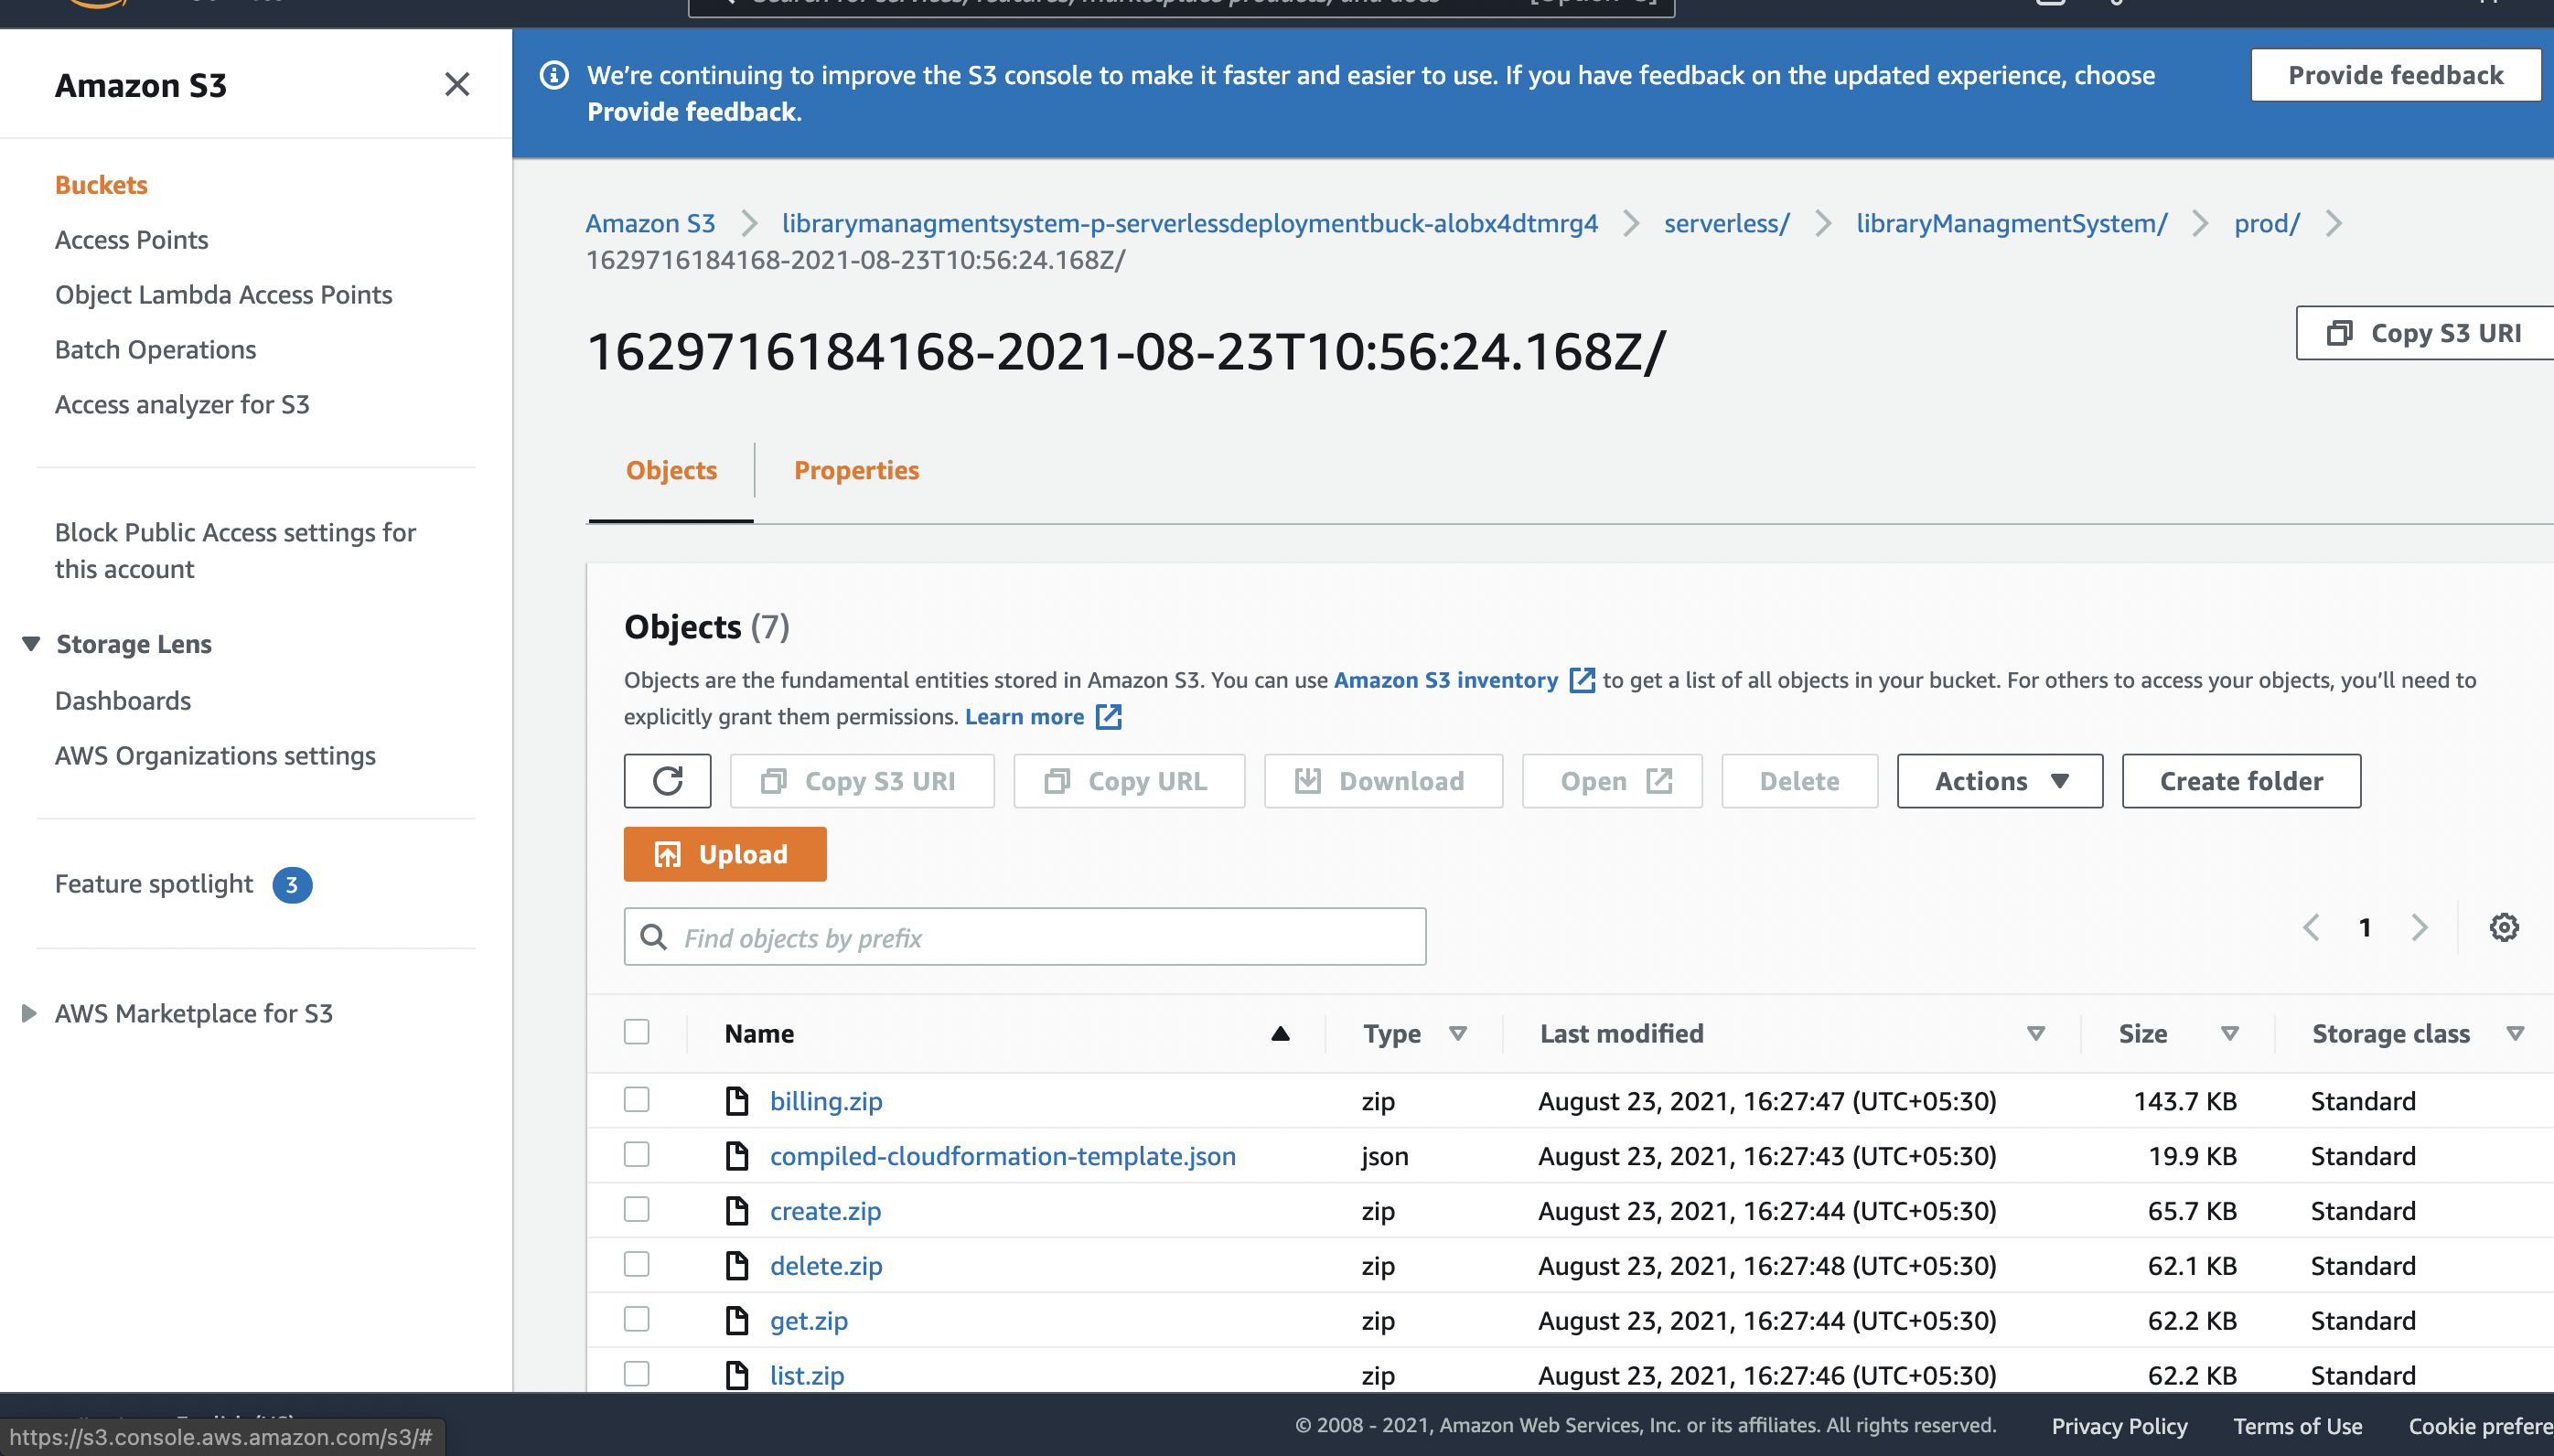 Search for services, features, marketplace products, and docs
[Option+S]
Amazon S3
We’re continuing to improve the S3 console to make it faster and easier to use. If you have feedback on the updated experience, choose
Provide feedback.
Provide feedback
Buckets
Access Points
Object Lambda Access Points
Batch Operations
Access analyzer for S3
Block Public Access settings for
this account
Storage Lens
Dashboards
AWS Organizations settings
Feature spotlight 3
AWS Marketplace for S3
Amazon S3 librarymanagmentsystem-p-serverlessdeploymentbuck-alobx4dtmrg4 serverless/ libraryManagmentSystem/ prod/
1629716184168-2021-08-23T10:56:24.168Z/
1629716184168-2021-08-23T10:56:24.168Z/
Copy S3 URI
Objects Properties
Objects (7)
Objects are the fundamental entities stored in Amazon S3. You can use Amazon S3 inventory to get a list of all objects in your bucket. For others to access your objects, you’ll need to
explicitly grant them permissions. Learn more
Copy S3 URI Copy URL Download Open Delete Actions Create folder
Upload
Find objects by prefix
1
Name Type Last modified Size Storage class
billing.zip zip August 23, 2021, 16:27:47 (UTC+05:30) 143.7 KB Standard
compiled-cloudformation-template.json json August 23, 2021, 16:27:43 (UTC+05:30) 19.9 KB Standard
create.zip zip August 23, 2021, 16:27:44 (UTC+05:30) 65.7 KB Standard
delete.zip zip August 23, 2021, 16:27:48 (UTC+05:30) 62.1 KB Standard
get.zip zip August 23, 2021, 16:27:44 (UTC+05:30) 62.2 KB Standard
list.zip zip August 23, 2021, 16:27:46 (UTC+05:30) 62.2 KB Standard
© 2008 - 2021, Amazon Web Services, Inc. or its affiliates. All rights reserved. Privacy Policy Terms of Use Cookie prefere
https://s3.console.aws.amazon.com/s3/#